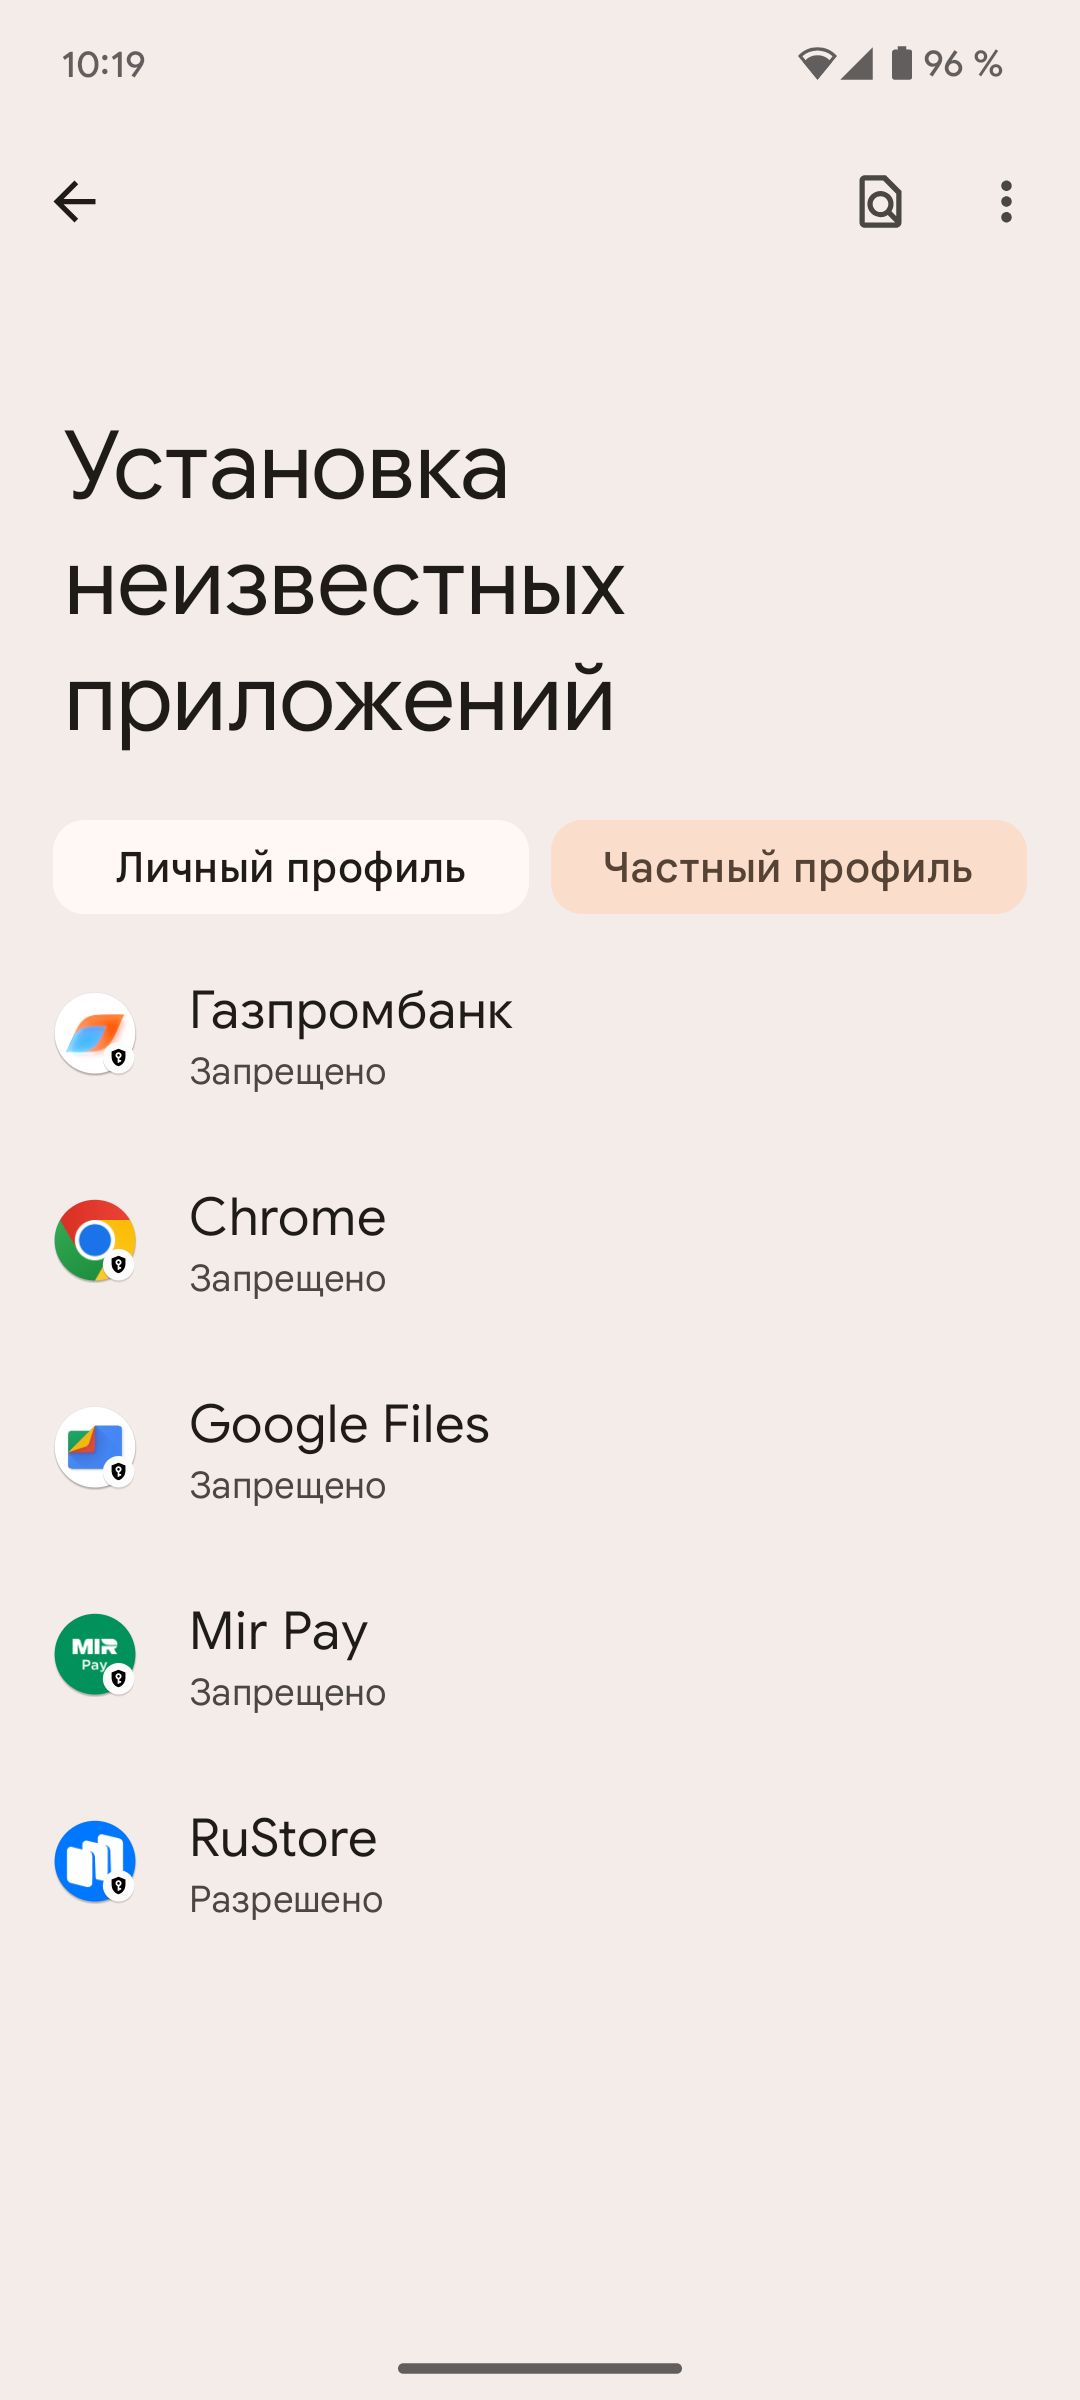 10:19
96 %
Установка
неизвестных
приложений
Личный профиль
Частный профиль
Газпромбанк
Запрещено
Chrome
Запрещено
Google Files
Запрещено
MIR
Pay
Mir Pay
Запрещено
RuStore
Разрешено